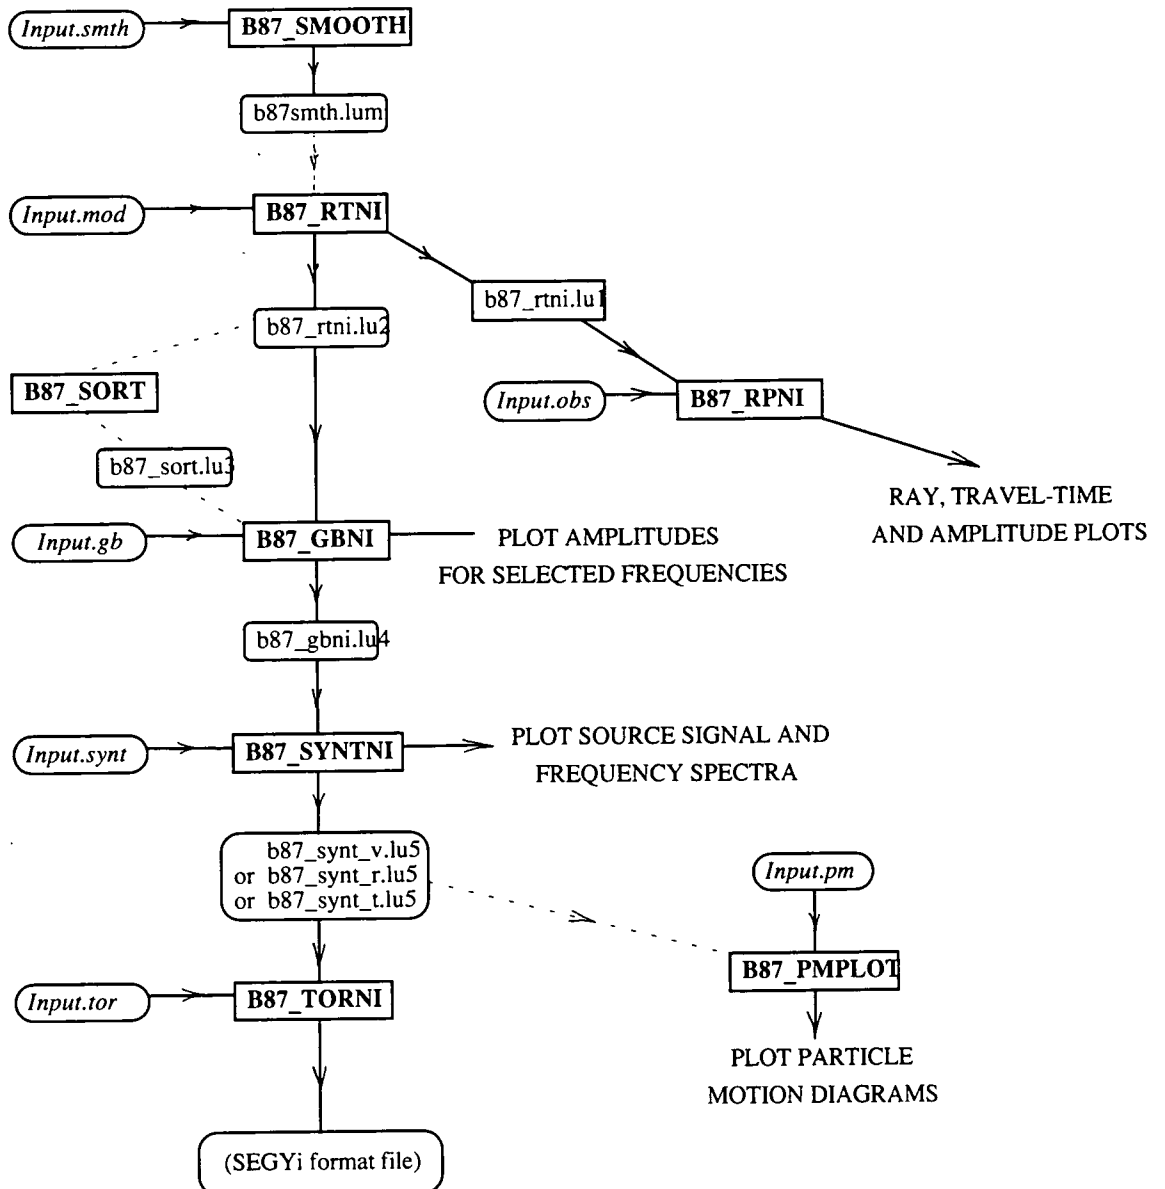 Input.smth
B87_SMOOTH
b87smth.lum
Input.mod
B87_RTNI
b87_rtni.lu1
b87_rtni.lu2
B87_SORT
Input.obs
B87_RPNI
b87_sort.lu3
RAY, TRAVEL-TIME
AND AMPLITUDE PLOTS
Input.gb
B87_GBNI
PLOT AMPLITUDES
FOR SELECTED FREQUENCIES
b87_gbni.lu4
Input.synt
B87_SYNTNI
PLOT SOURCE SIGNAL AND
FREQUENCY SPECTRA
b87_synt_v.lu5
or b87_synt_r.lu5
or b87_synt_t.lu5
Input.pm
B87_PMPLOT
Input.tor
B87_TORNI
PLOT PARTICLE
MOTION DIAGRAMS
(SEGYi format file)